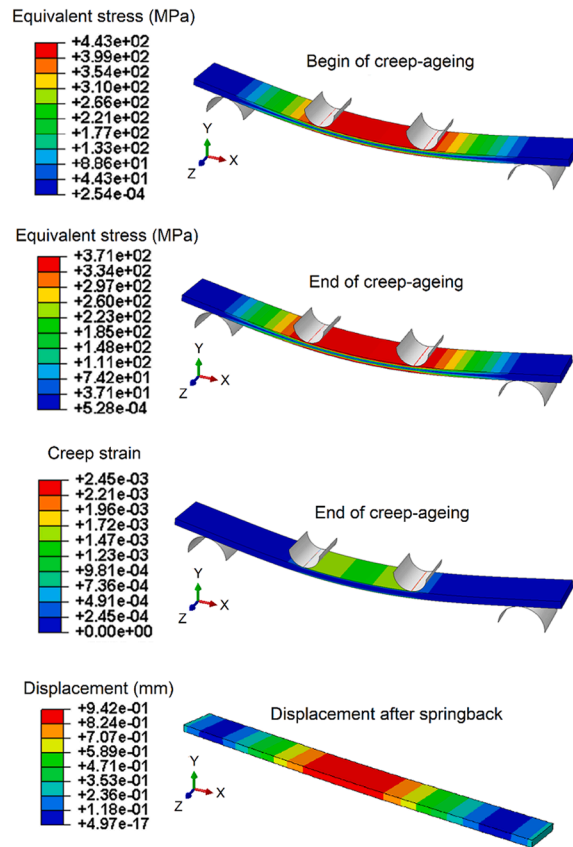 Equivalent stress (MPa)
+4.43e+02
+3.99e+02
+3.54e+02
+3.10e+02
+2.66e+02
+2.21e+02
+1.77e+02
+1.33e+02
+8.86e+01
+4.43e+01
+2.54e-04
Begin of creep-ageing
Y
X
Z
Equivalent stress (MPa)
+3.71e+02
+3.34e+02
+2.97e+02
+2.60e+02
+2.23e+02
+1.85e+02
+1.48e+02
+1.11e+02
+7.42e+01
+3.71e+01
+5.28e-04
End of creep-ageing
Y
X
Z
Creep strain
+2.45e-03
+2.21e-03
+1.96e-03
+1.72e-03
+1.47e-03
+1.23e-03
+9.81e-04
+7.36e-04
+4.91e-04
+2.45e-04
+0.00e+00
End of creep-ageing
Y
X
Z
Displacement (mm)
+9.42e-01
+8.24e-01
+7.07e-01
+5.89e-01
+4.71e-01
+3.53e-01
+2.36e-01
+1.18e-01
+4.97e-17
Displacement after springback
Y
X
Z